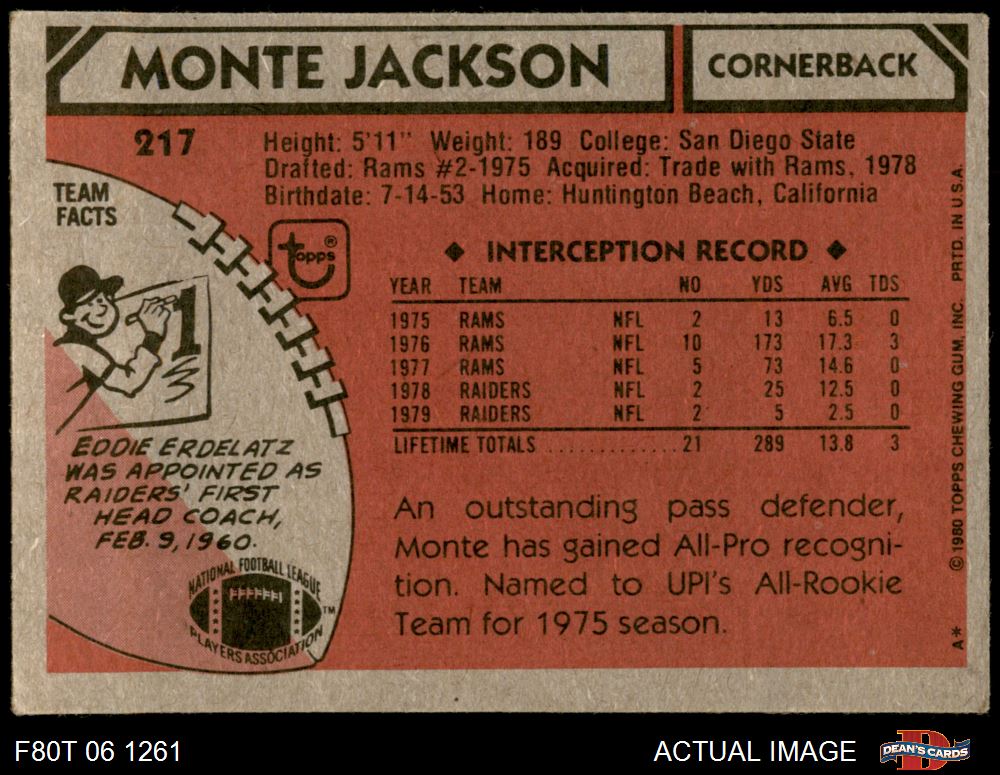 MONTE JACKSON
CORNERBACK
217
Height: 5'11" Weight: 189 College: San Diego State
Drafted: Rams #2-1975 Acquired: Trade with Rams, 1978
Birthdate: 7-14-53 Home: Huntington Beach, California
TEAM
FACTS
topps®
1
EDDIE ERDELATZ
WAS APPOINTED AS
RAIDERS' FIRST
HEAD COACH,
FEB. 9, 1960.
NATIONAL FOOTBALL LEAGUE
PLAYERS ASSOCIATION
TM
◆ INTERCEPTION RECORD ◆
YEAR TEAM NO YDS AVG TDS
1975 RAMS NFL 2 13 6.5 0
1976 RAMS NFL 10 173 17.3 3
1977 RAMS NFL 5 73 14.6 0
1978 RAIDERS NFL 2 25 12.5 0
1979 RAIDERS NFL 2 5 2.5 0
LIFETIME TOTALS ............. 21 289 13.8 3
An outstanding pass defender,
Monte has gained All-Pro recogni-
tion. Named to UPI's All-Rookie
Team for 1975 season.
A* © 1980 TOPPS CHEWING GUM, INC. PRTD. IN U.S.A.
F80T 06 1261
ACTUAL IMAGE
D
DEAN'S CARDS